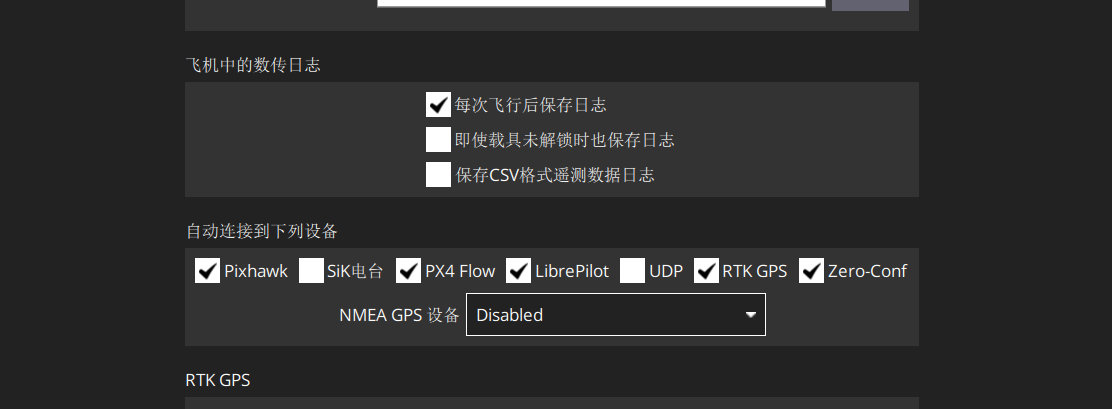 飞机中的数传日志
每次飞行后保存日志
即使载具未解锁时也保存日志
保存CSV格式遥测数据日志
自动连接到下列设备
Pixhawk SiK电台 PX4 Flow LibrePilot UDP RTK GPS Zero-Conf
NMEA GPS 设备 Disabled
RTK GPS